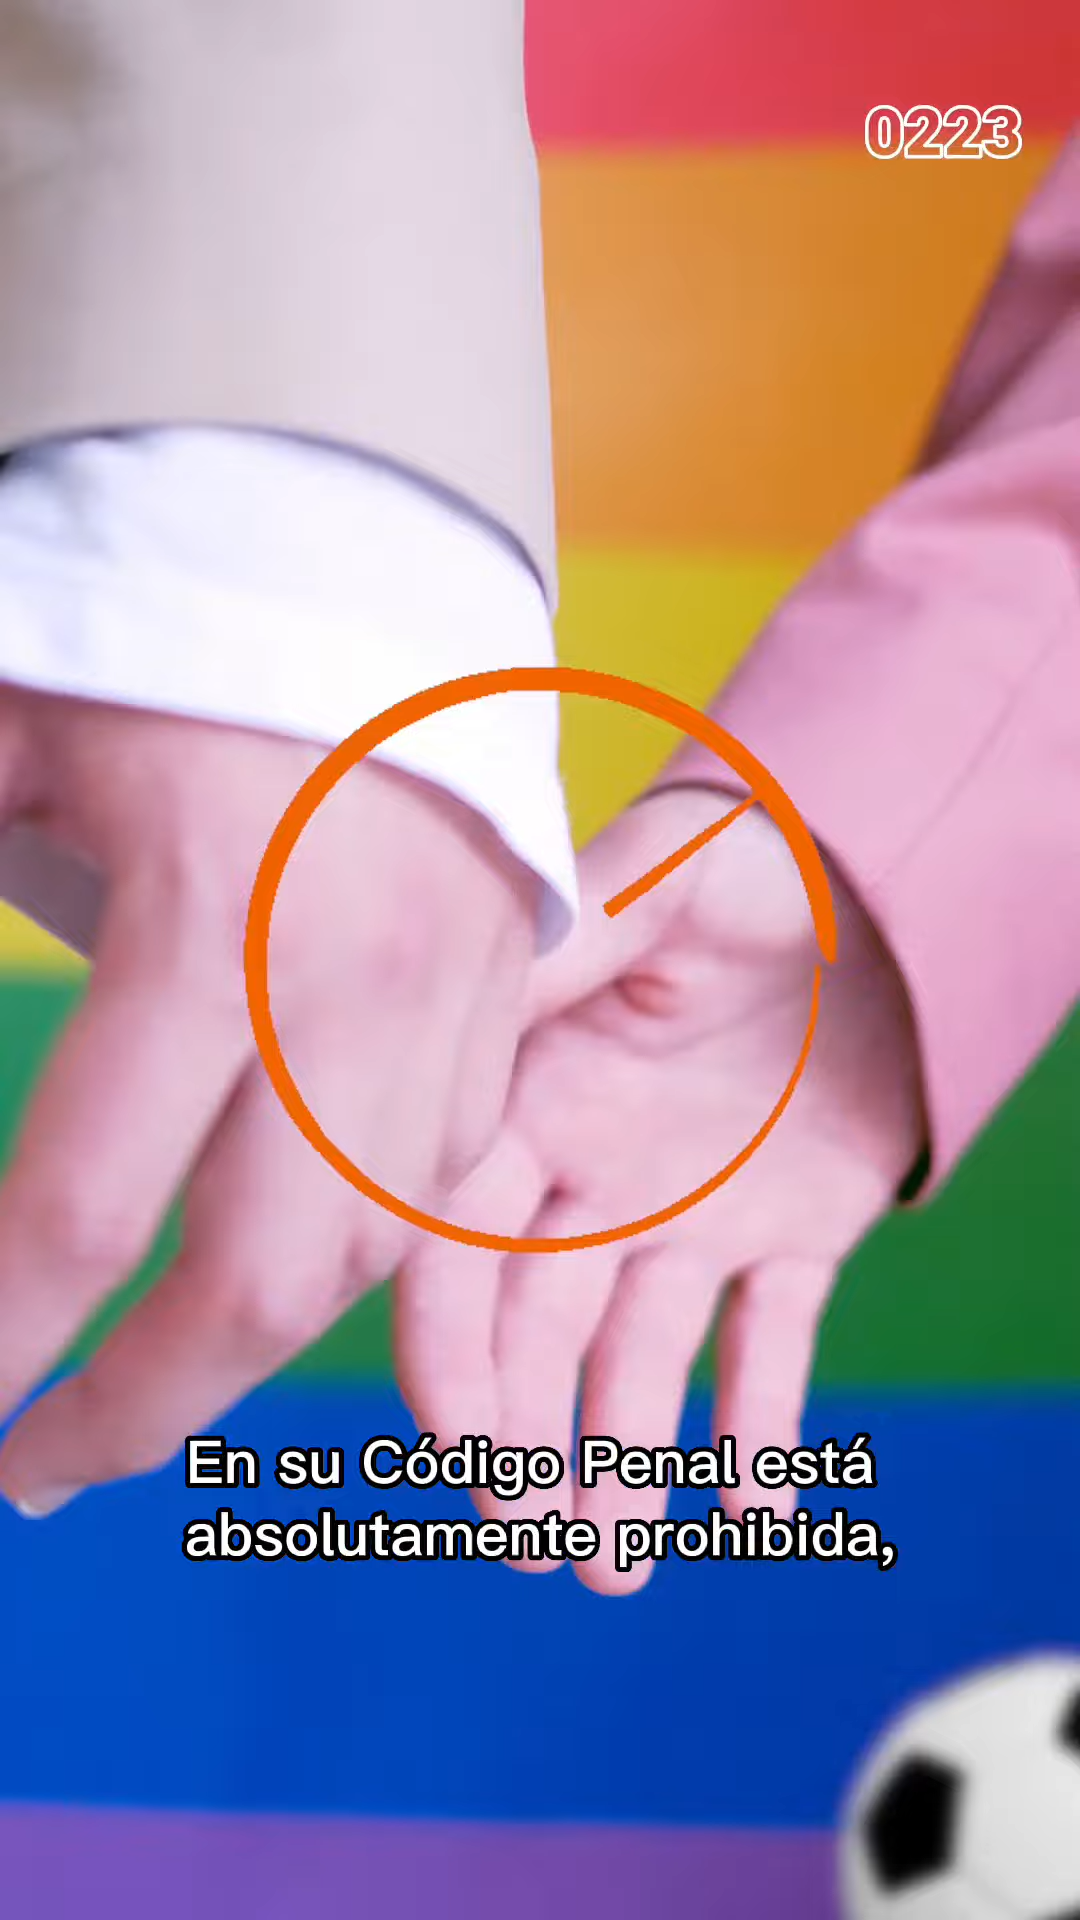 0223
En su Código Penal está
absolutamente prohibida,